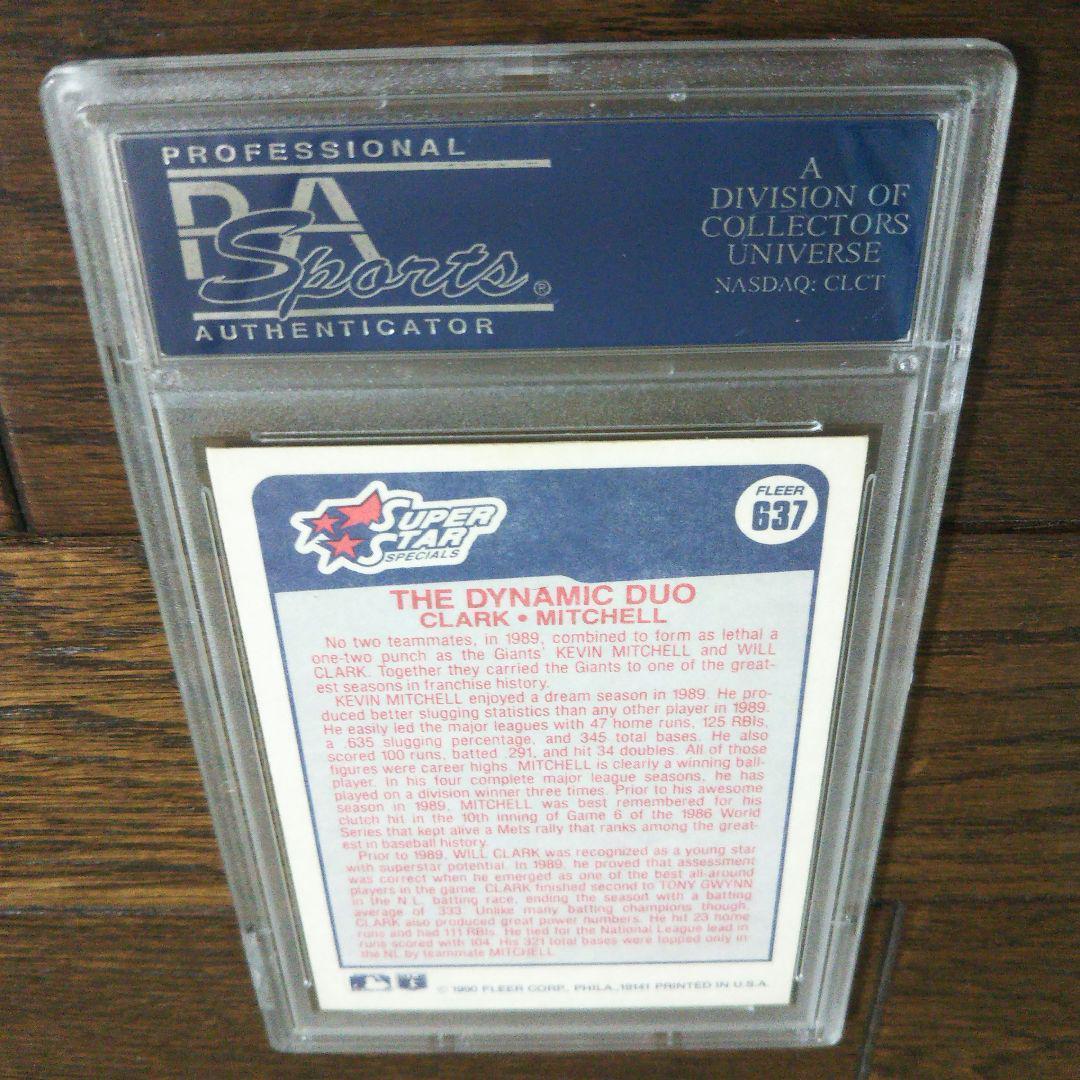 PROFESSIONAL
PSA
Sports®
AUTHENTICATOR
A
DIVISION OF
COLLECTORS
UNIVERSE
NASDAQ: CLCT
SUPER
STAR
SPECIALS
FLEER
637
THE DYNAMIC DUO
CLARK • MITCHELL
No two teammates, in 1989, combined to form as lethal a
one-two punch as the Giants' KEVIN MITCHELL and WILL
CLARK. Together they carried the Giants to one of the great-
est seasons in franchise history.
KEVIN MITCHELL enjoyed a dream season in 1989. He pro-
duced better slugging statistics than any other player in 1989.
He easily led the major leagues with 47 home runs, 125 RBIs,
a .635 slugging percentage, and 345 total bases. He also
scored 100 runs, batted .291, and hit 34 doubles. All of those
figures were career highs. MITCHELL is clearly a winning ball-
player. In his four complete major league seasons, he has
played on a division winner three times. Prior to his awesome
season in 1989, MITCHELL was best remembered for his
clutch hit in the 10th inning of Game 6 of the 1986 World
Series that kept alive a Mets rally that ranks among the great-
est in baseball history.
Prior to 1989, WILL CLARK was recognized as a young star
with superstar potential. In 1989, he proved that assessment
was correct when he emerged as one of the best all-around
players in the game. CLARK finished second to TONY GWYNN
in the N.L. batting race, ending the season with a batting
average of .333. Unlike many batting champions though,
CLARK also produced great power numbers. He hit 23 home
runs and had 111 RBIs. He tied for the National League lead in
runs scored with 104. His 321 total bases were topped only in
the NL by teammate MITCHELL
© 1990 FLEER CORP., PHILA., 19141 PRINTED IN U.S.A.